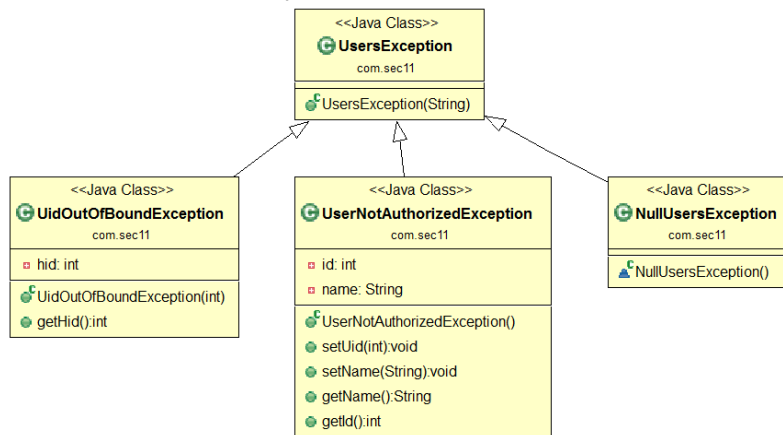 <<Java Class>>
UsersException
com.sec11
UsersException(String)
<<Java Class>>
UidOutOfBoundException
com.sec11
hid: int
UidOutOfBoundException(int)
getHid():int
<<Java Class>>
UserNotAuthorizedException
com.sec11
id: int
name: String
UserNotAuthorizedException()
setUid(int):void
setName(String):void
getName():String
getId():int
<<Java Class>>
NullUsersException
com.sec11
NullUsersException()